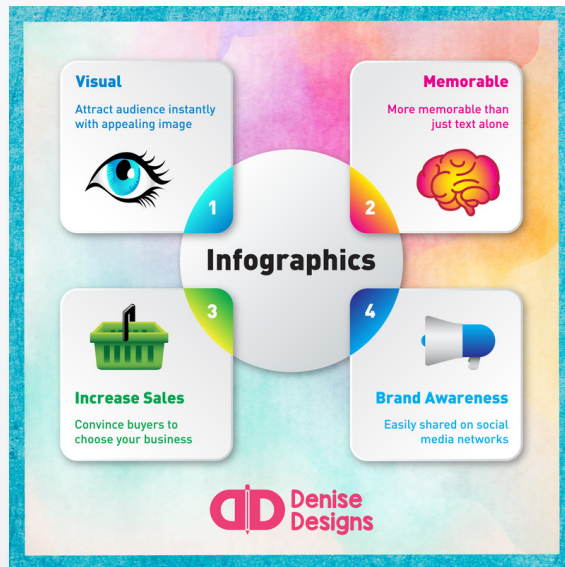 Visual
Attract audience instantly
with appealing image
1
Memorable
More memorable than
just text alone
2
Infographics
3
Increase Sales
Convince buyers to
choose your business
4
Brand Awareness
Easily shared on social
media networks
Denise
Designs